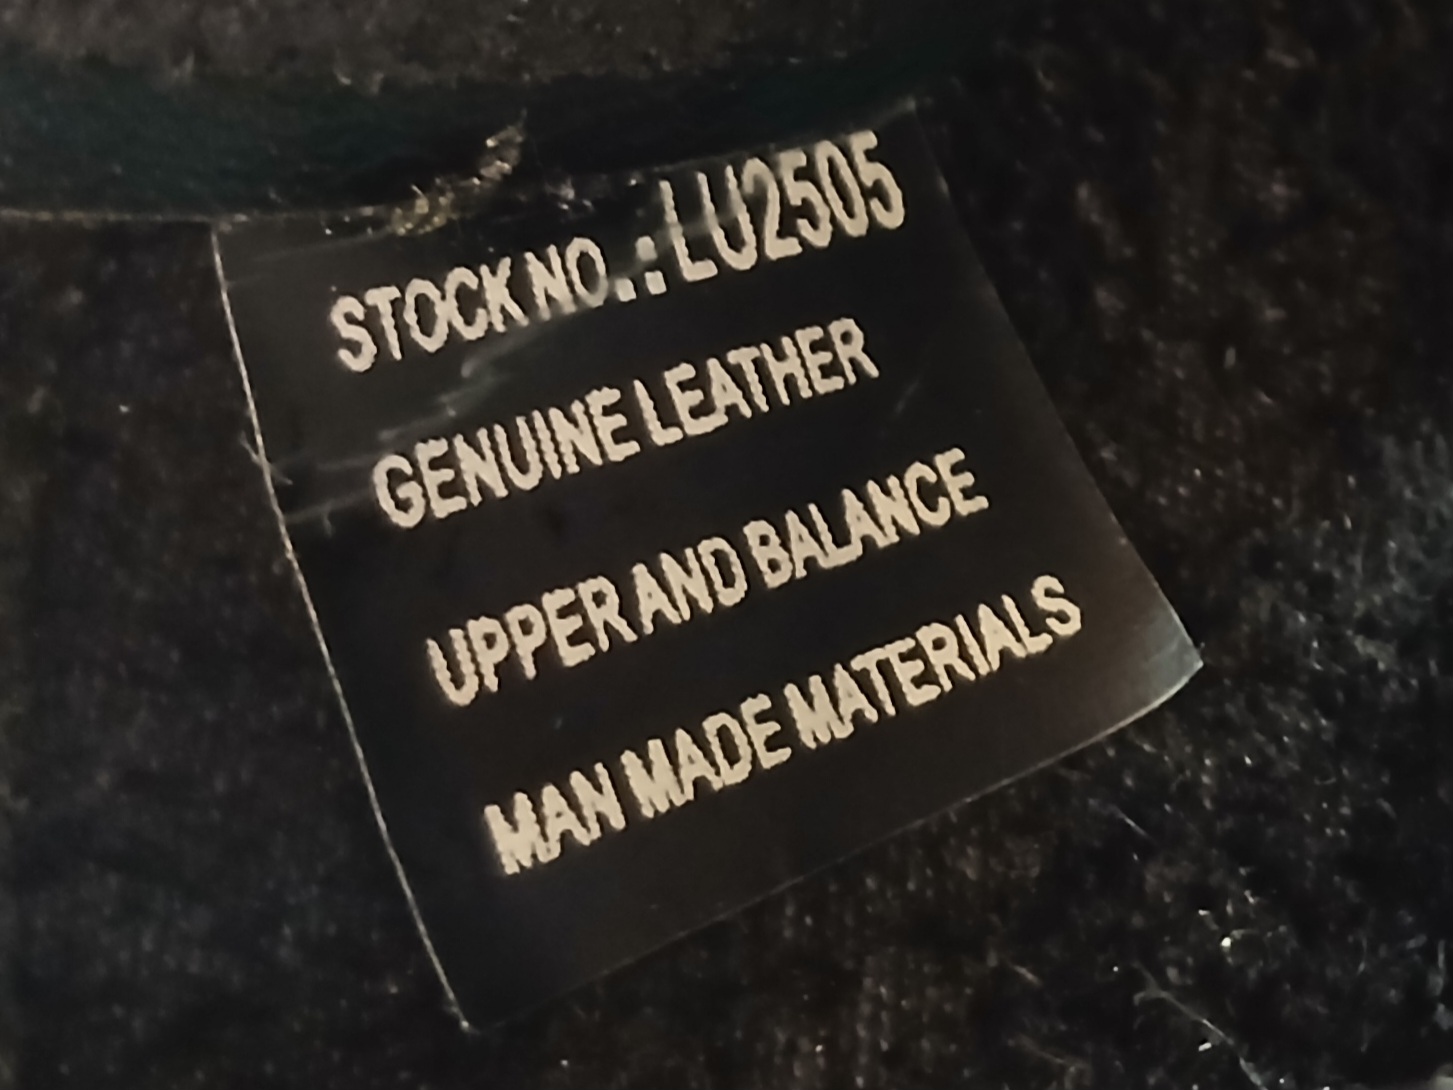 STOCK NO.: LU2505
GENUINE LEATHER
UPPER AND BALANCE
MAN MADE MATERIALS